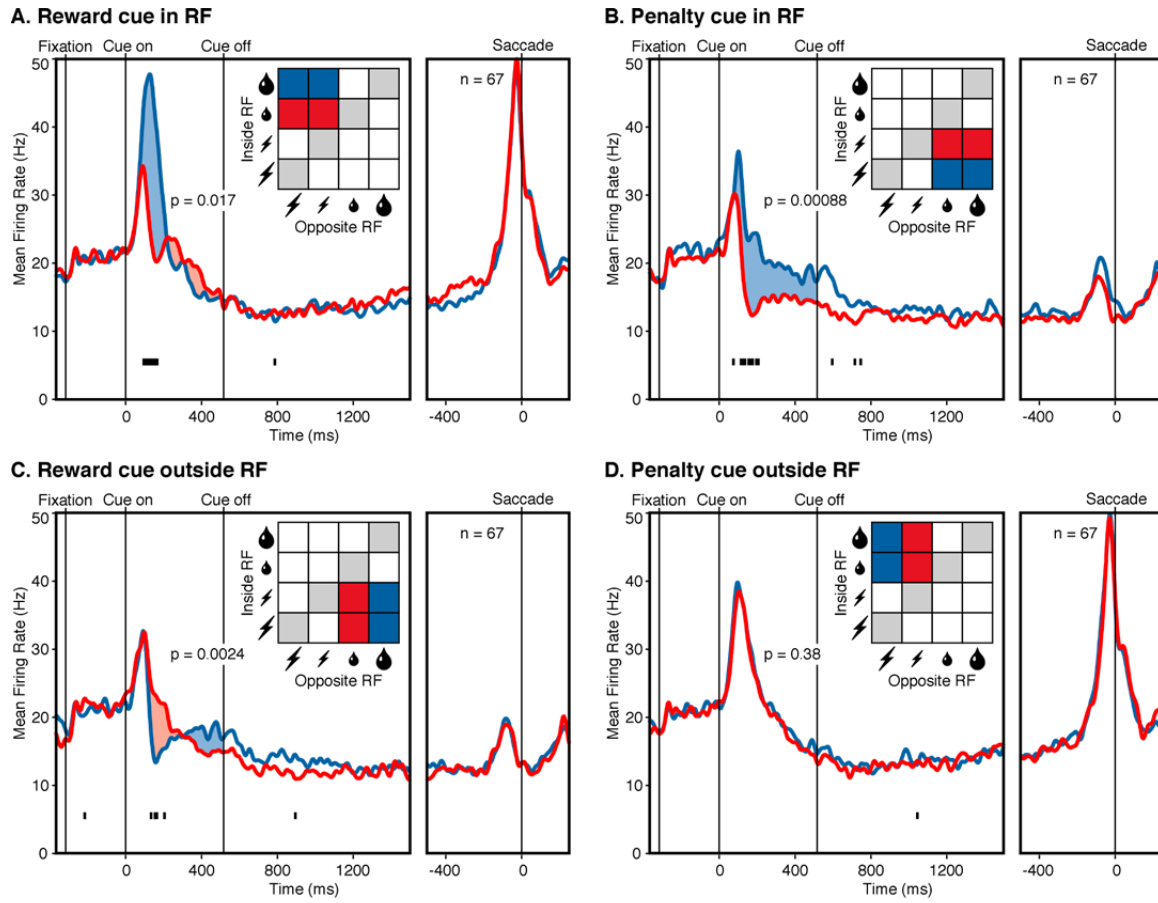 A. Reward cue in RF
Fixation Cue on Cue off Saccade
50
40
30
20
10
0
Mean Firing Rate (Hz)
p = 0.017
Inside RF
Opposite RF
n = 67
0 400 800 1200
Time (ms)
-400 0
B. Penalty cue in RF
Fixation Cue on Cue off Saccade
50
40
30
20
10
0
Mean Firing Rate (Hz)
p = 0.00088
Inside RF
Opposite RF
n = 67
0 400 800 1200
Time (ms)
-400 0
C. Reward cue outside RF
Fixation Cue on Cue off Saccade
50
40
30
20
10
0
Mean Firing Rate (Hz)
p = 0.0024
Inside RF
Opposite RF
n = 67
0 400 800 1200
Time (ms)
-400 0
D. Penalty cue outside RF
Fixation Cue on Cue off Saccade
50
40
30
20
10
0
Mean Firing Rate (Hz)
p = 0.38
Inside RF
Opposite RF
n = 67
0 400 800 1200
Time (ms)
-400 0